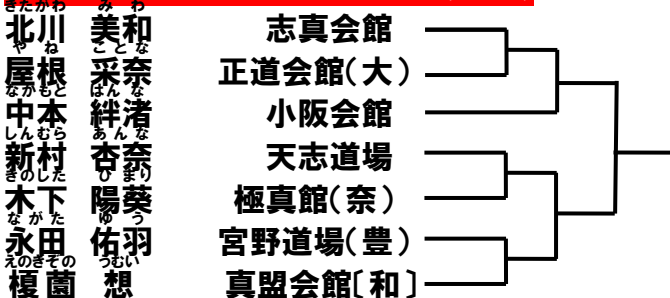 きたがわ みわ
北川 美和 志真会館
やね ことな
屋根 采奈 正道会館(大)
なかもと はんな
中本 絆渚 小阪会館
しんむら あんな
新村 杏奈 天志道場
きのした ひまり
木下 陽葵 極真館(奈)
ながた ゆう
永田 佑羽 宮野道場(豊)
えのきぞの うむい
榎薗 想 真盟会館〔和〕